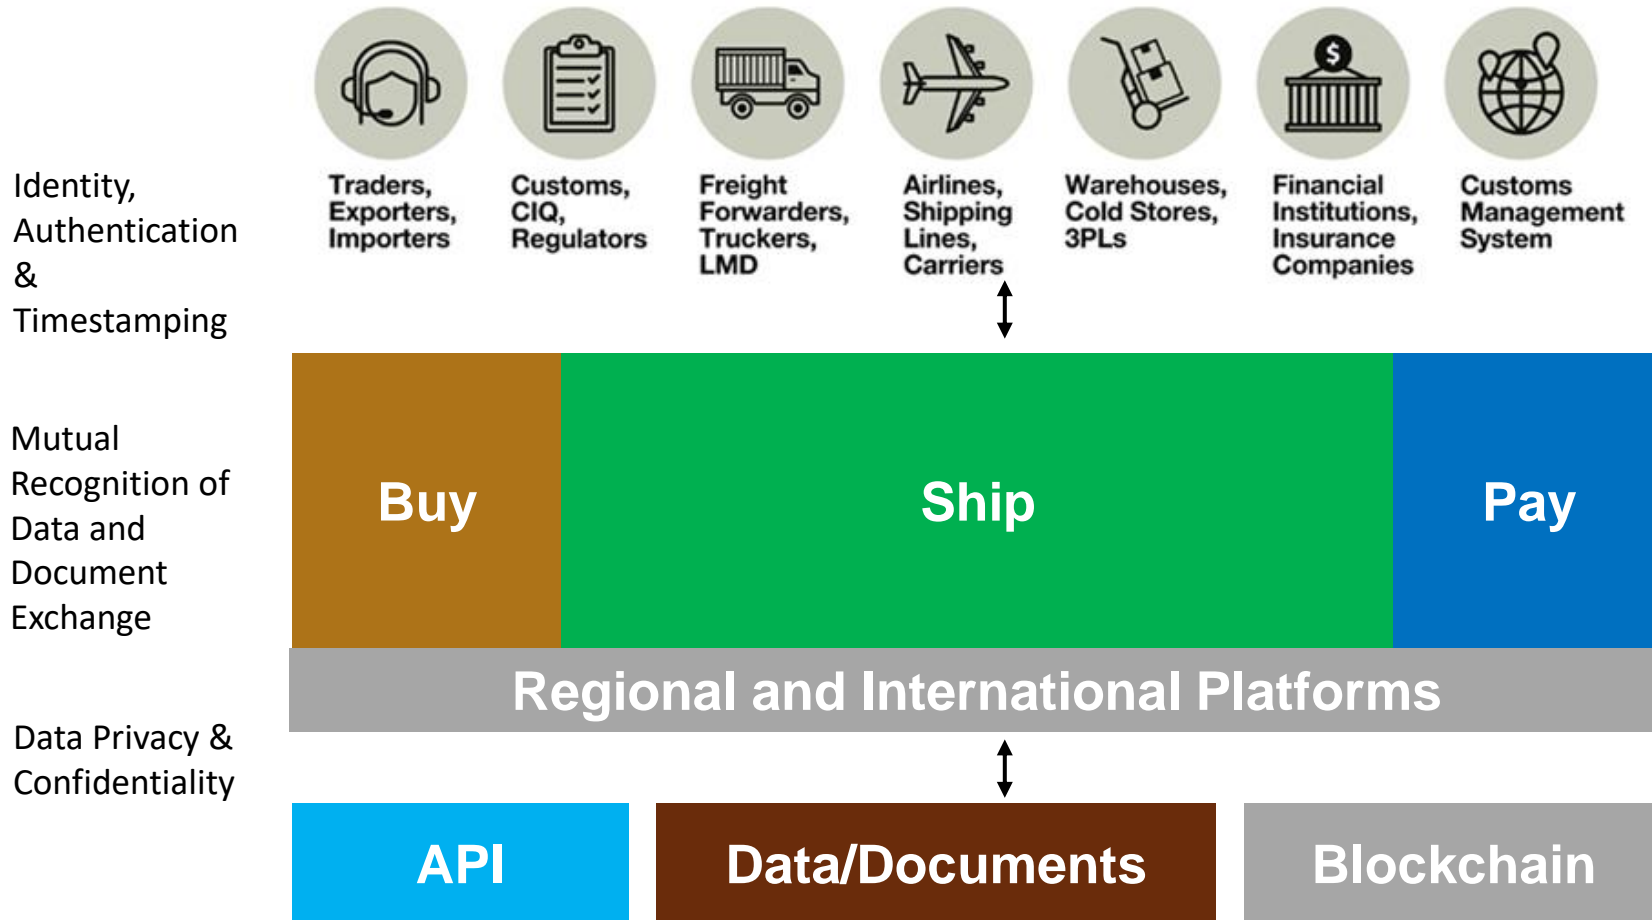 $
Traders,
Exporters,
Importers
Customs,
CIQ,
Regulators
Freight
Forwarders,
Truckers,
LMD
Airlines,
Shipping
Lines,
Carriers
Warehouses,
Cold Stores,
3PLs
Financial
Institutions,
Insurance
Companies
Customs
Management
System
Identity,
Authentication
&
Timestamping
Mutual
Recognition of
Data and
Document
Exchange
Buy
Ship
Pay
Regional and International Platforms
Data Privacy &
Confidentiality
API
Data/Documents
Blockchain